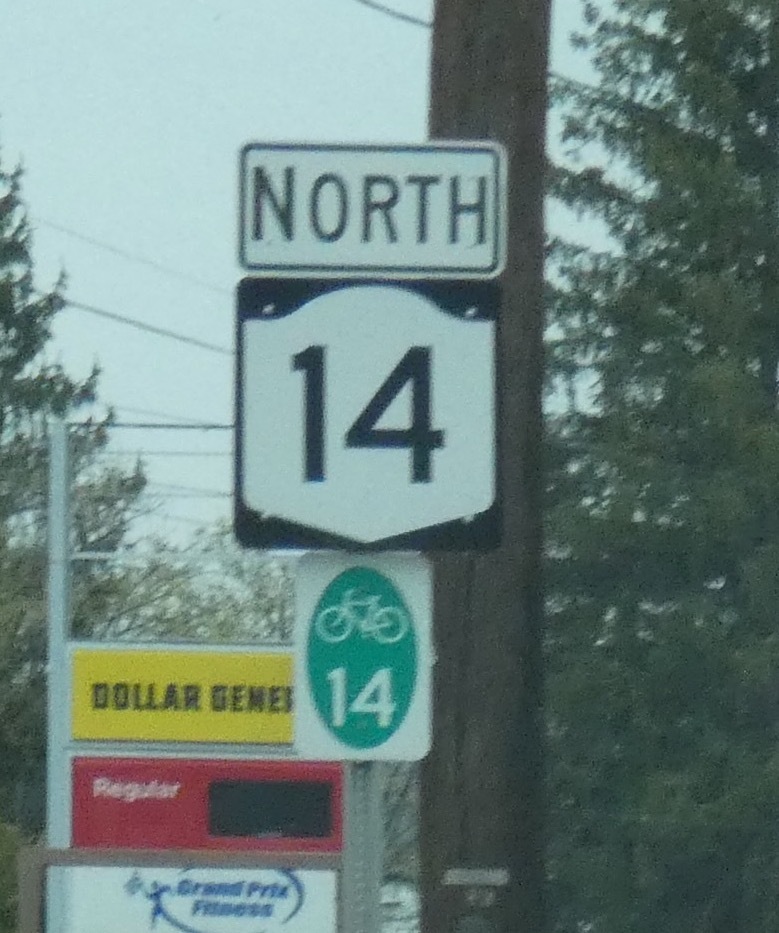 NORTH
14
14
DOLLAR GENE
Regular
Grand Prix
Fitness